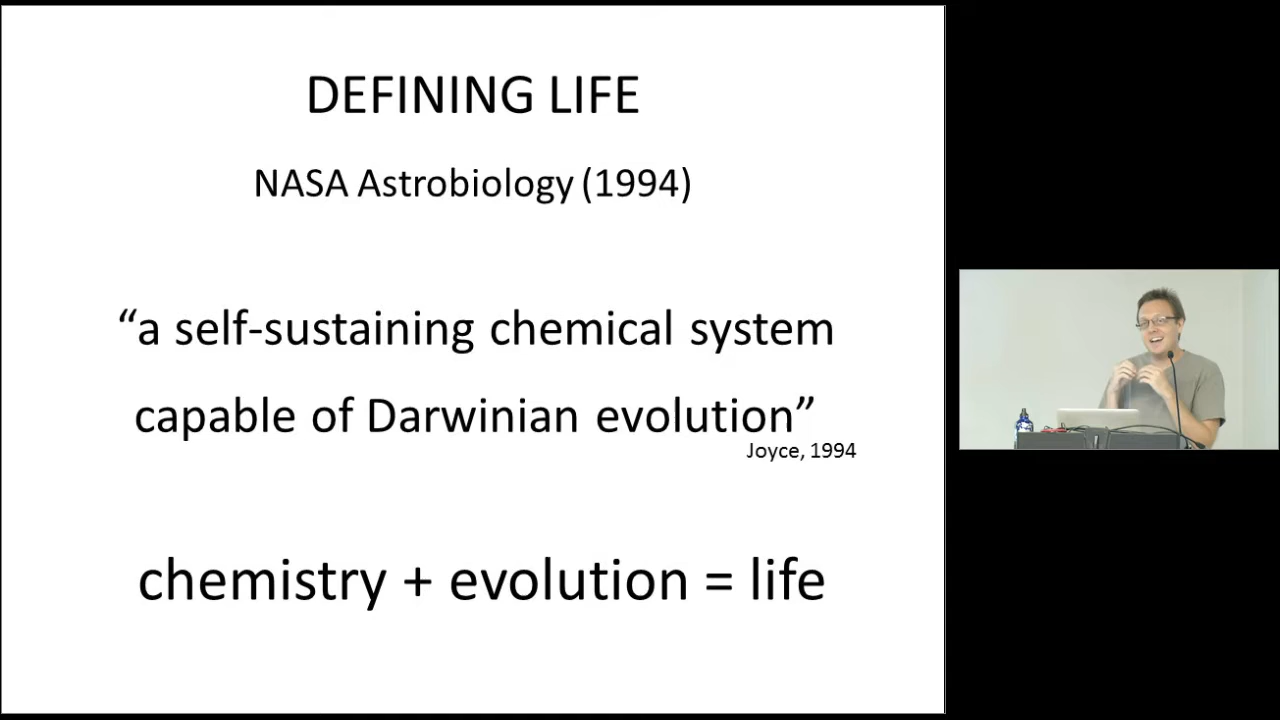 DEFINING LIFE
NASA Astrobiology (1994)
“a self-sustaining chemical system
capable of Darwinian evolution”
Joyce, 1994
chemistry + evolution = life